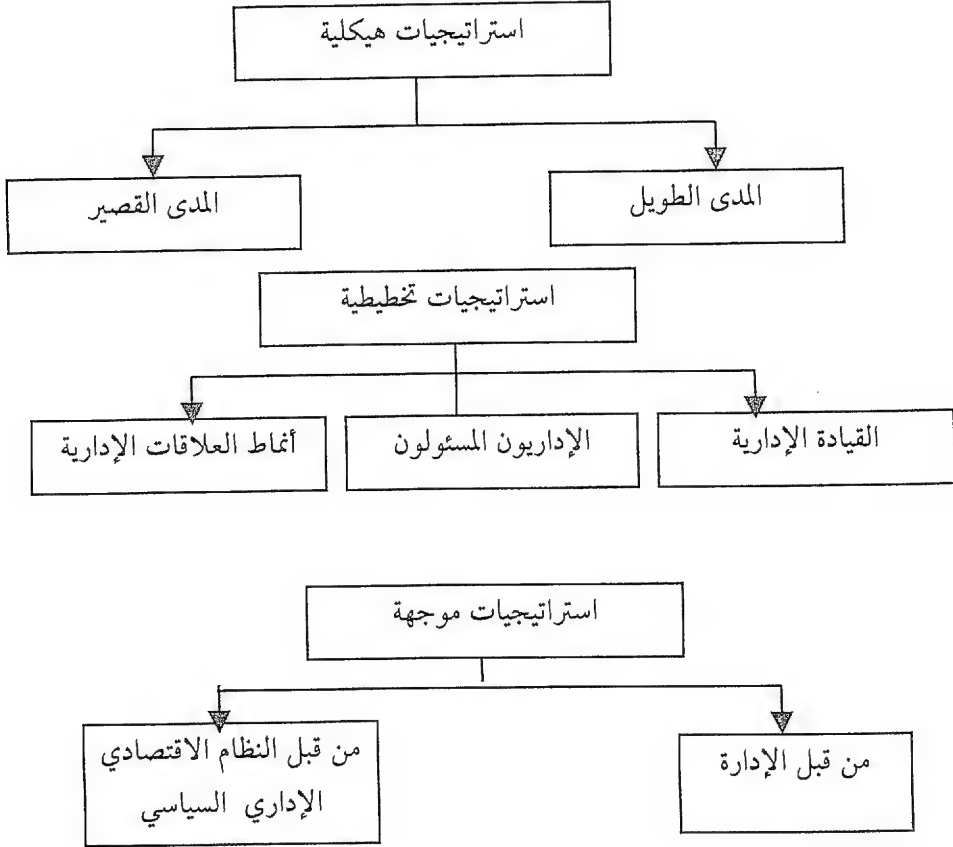 استراتيجيات هيكلية
المدى الطويل
المدى القصير
استراتيجيات تخطيطية
القيادة الإدارية
الإداريون المسئولون
أنماط العلاقات الإدارية
استراتيجيات موجهة
من قبل الإدارة
من قبل النظام الاقتصادي
الإداري السياسي